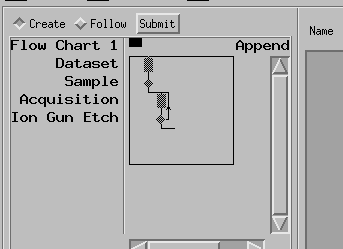 Create Follow Submit
Name
Flow Chart 1 Append
Dataset
Sample
Acquisition
Ion Gun Etch